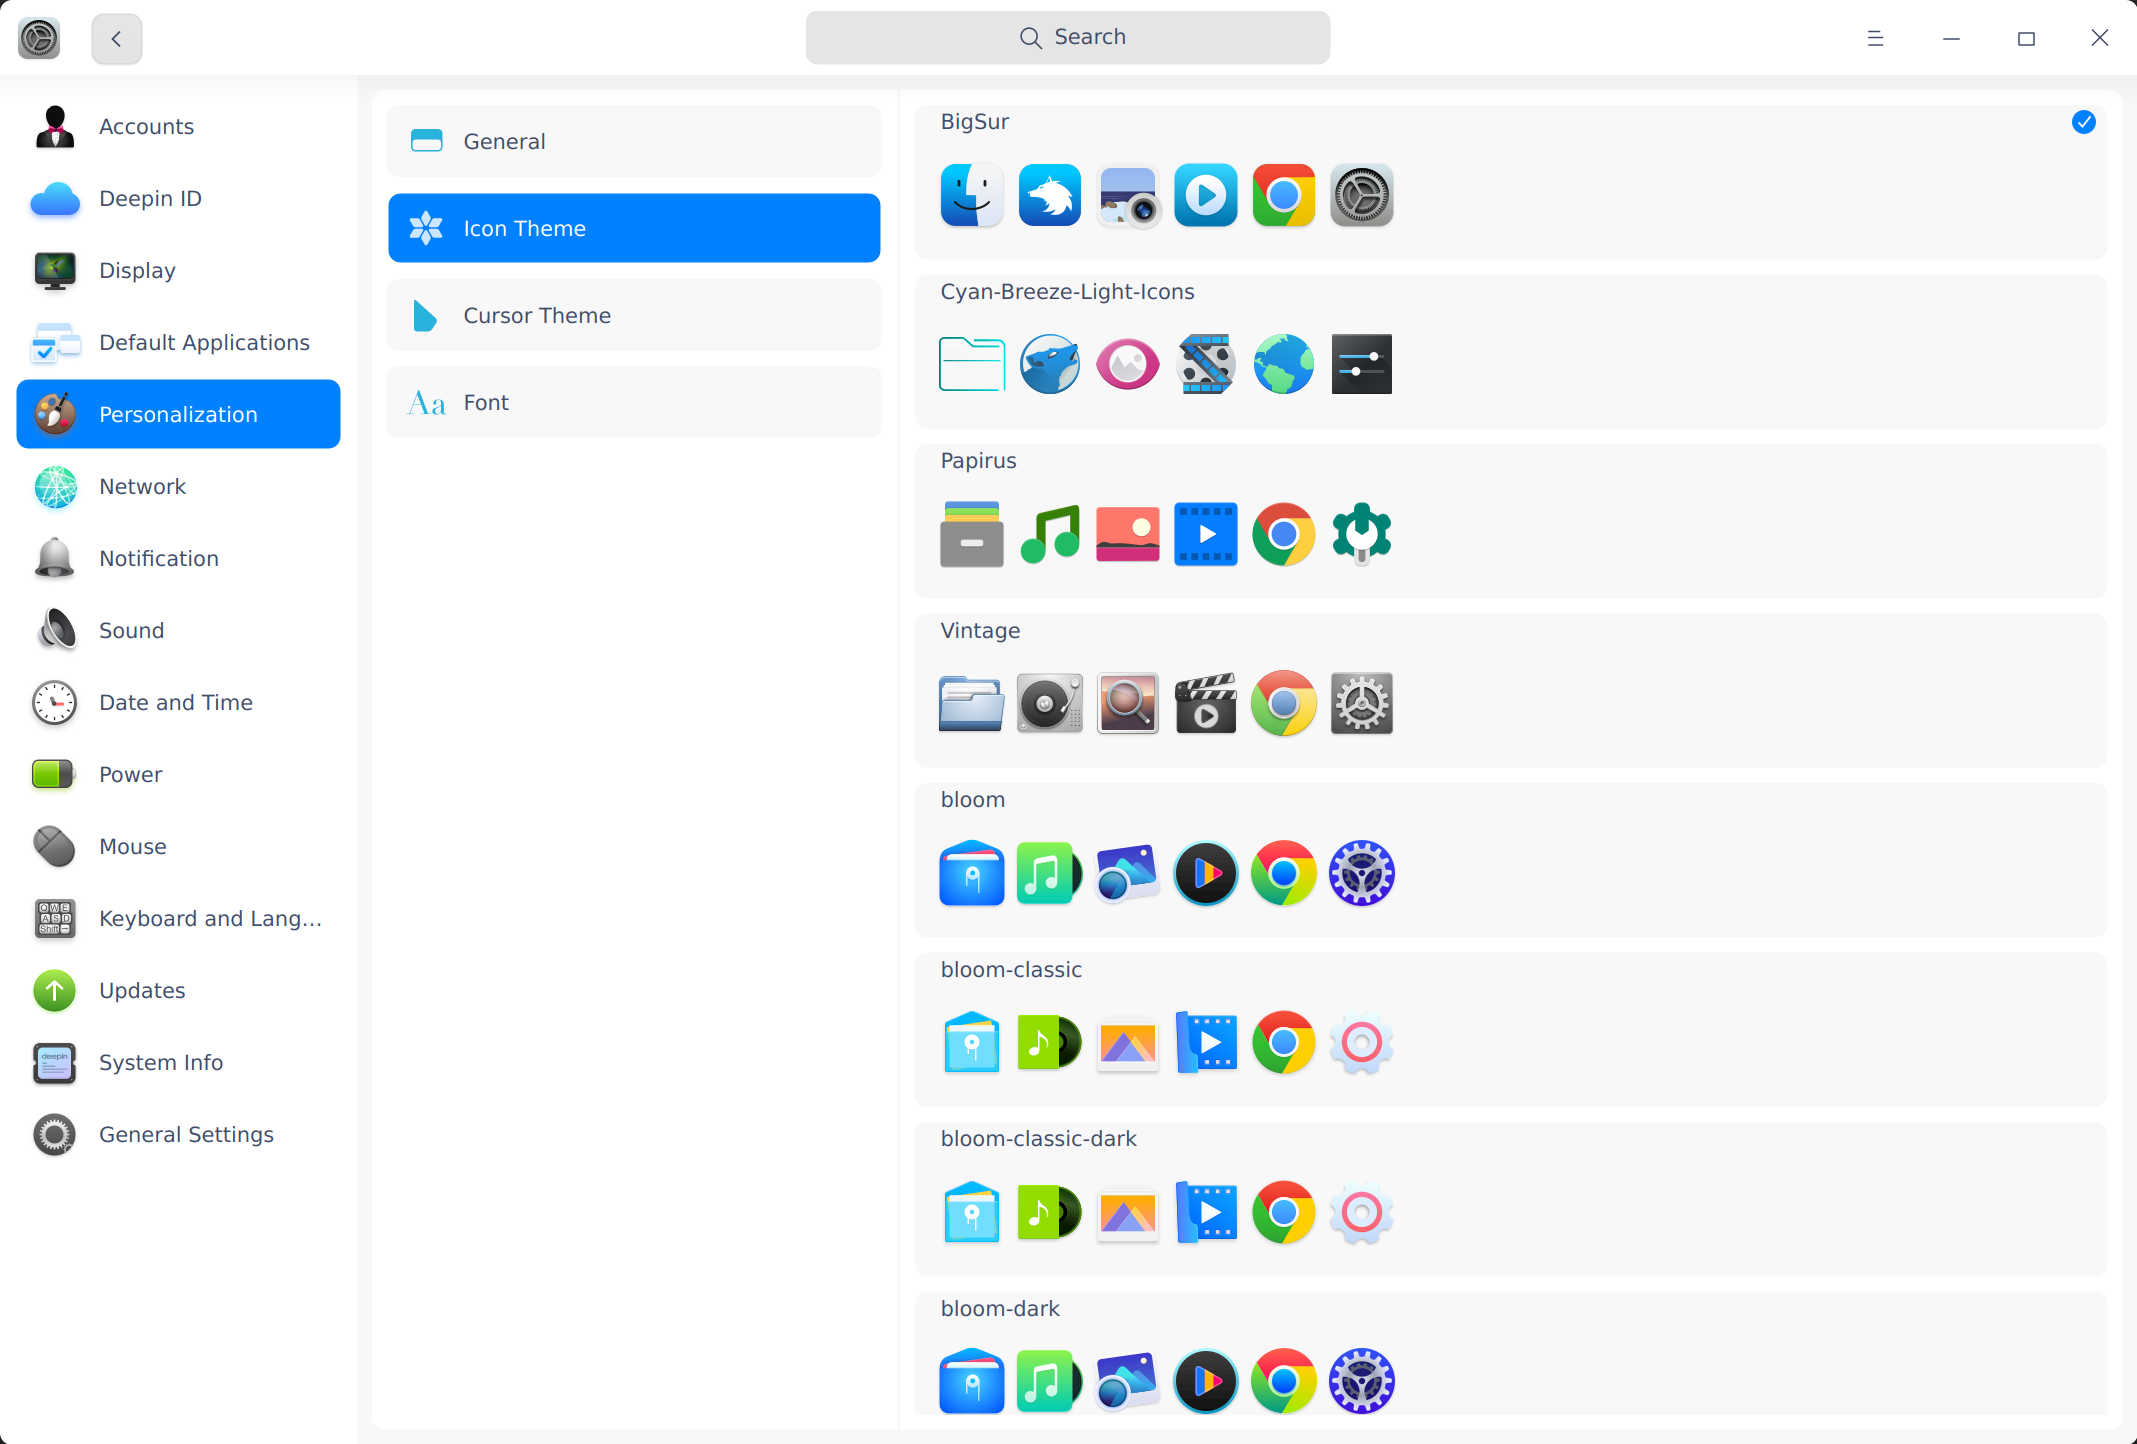 Search
Accounts
Deepin ID
Display
Default Applications
Personalization
Network
Notification
Sound
Date and Time
Power
Mouse
Keyboard and Lang...
Updates
System Info
General Settings
General
Icon Theme
Cursor Theme
Aa Font
BigSur
Cyan-Breeze-Light-Icons
Papirus
Vintage
bloom
bloom-classic
bloom-classic-dark
bloom-dark
Q W E
A S D
Shift
deepin